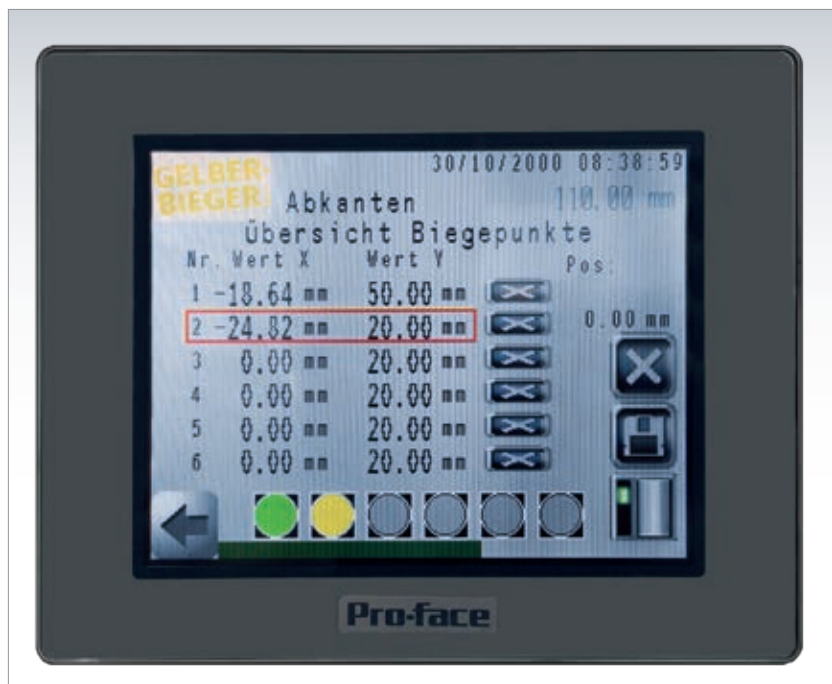 30/10/2000 08:38:59
GELBER-
BIEGER
110.00 mm
Abkanten
Übersicht Biegepunkte
Nr. Wert X Wert Y Pos:
1 -18.64 mm 50.00 mm
2 -24.82 mm 20.00 mm 0.00 mm
3 0.00 mm 20.00 mm
4 0.00 mm 20.00 mm
5 0.00 mm 20.00 mm
6 0.00 mm 20.00 mm
Pro-face